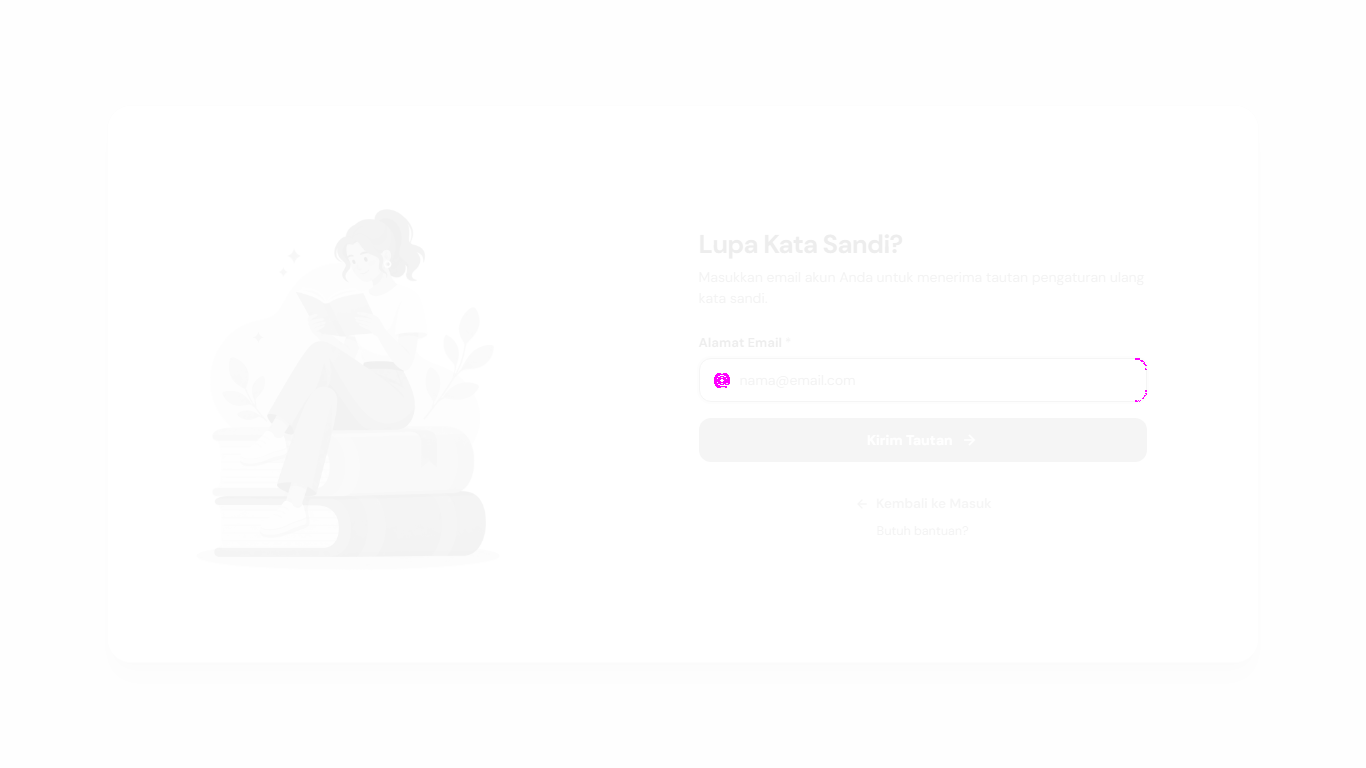 Lupa Kata Sandi?
Masukkan email akun Anda untuk menerima tautan pengaturan ulang
kata sandi.
Alamat Email *
nama@email.com
Kirim Tautan →
← Kembali ke Masuk
Butuh bantuan?